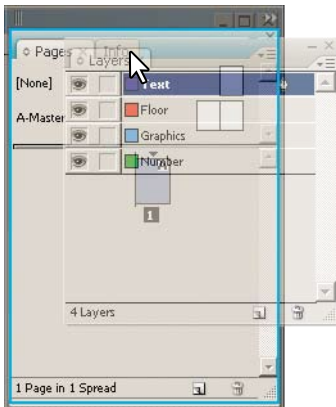 Pages Info
Layers
[None] Text
A-Master Floor
Graphics
Number
A
1
4 Layers
1 Page in 1 Spread